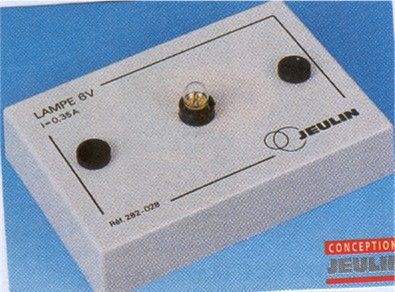 LAMPE 6V
I=0,35A
JEULIN
Réf. 282-028
CONCEPTION
JEULIN